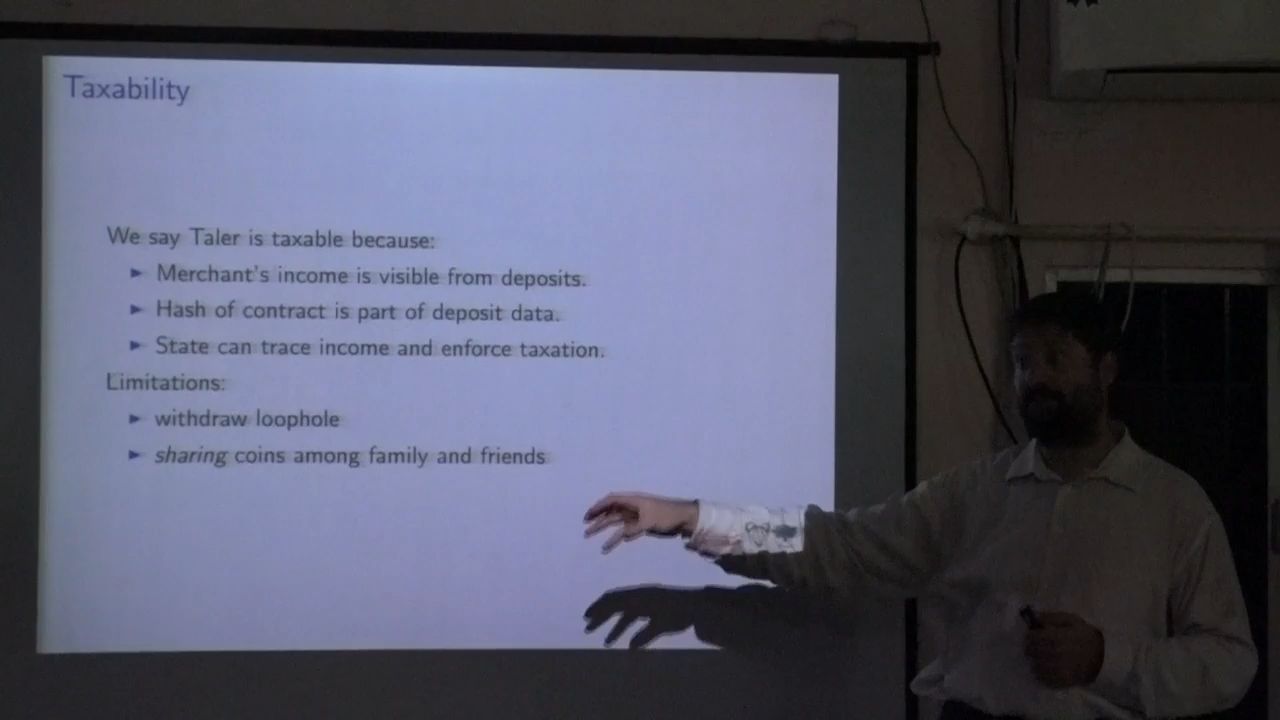 Taxability
We say Taler is taxable because:
► Merchant's income is visible from deposits.
► Hash of contract is part of deposit data.
► State can trace income and enforce taxation.
Limitations:
► withdraw loophole
► sharing coins among family and friends